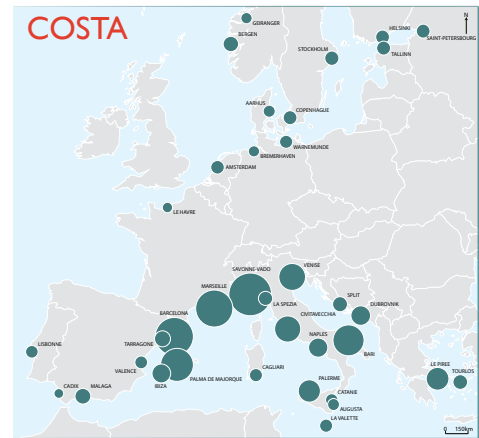 COSTA
GEIRANGER
BERGEN
STOCKHOLM
HELSINKI
SAINT-PETERSBOURG
N
TALLINN
AARHUS
COPENHAGUE
WARNEMUNDE
BREMERHAVEN
AMSTERDAM
LE HAVRE
SAVONNE-VADO
VENISE
MARSEILLE
LA SPEZIA
SPLIT
BARCELONA
CIVITAVECCHIA
DUBROVNIK
LISBONNE
TARRAGONE
NAPLES
BARI
VALENCE
CAGLIARI
LE PIREE
TOURLOS
IBIZA
PALMA DE MAJORQUE
PALERME
CADIX
MALAGA
CATANIE
AUGUSTA
LA VALETTE
0 150km